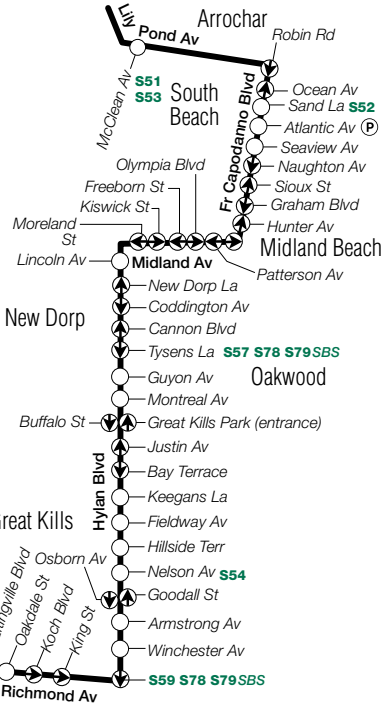 Lily
Pond Av
Arrochar
Robin Rd
McClean Av
S51
S53
South
Beach
Fr Capodanno Blvd
Ocean Av
Sand La S52
Atlantic Av P
Seaview Av
Naughton Av
Sioux St
Graham Blvd
Hunter Av
Olympia Blvd
Freeborn St
Kiswick St
Moreland
St
Midland Beach
Lincoln Av
Midland Av
Patterson Av
New Dorp La
New Dorp
Coddington Av
Cannon Blvd
Tysens La S57 S78 S79SBS
Guyon Av
Oakwood
Montreal Av
Buffalo St
Great Kills Park (entrance)
Justin Av
Hylan Blvd
Bay Terrace
Keegans La
reat Kills
Fieldway Av
Hillside Terr
Osborn Av
Nelson Av S54
Goodall St
Armstrong Av
Winchester Av
tingville Blvd
Oakdale St
Koch Blvd
King St
S59 S78 S79SBS
Richmond Av